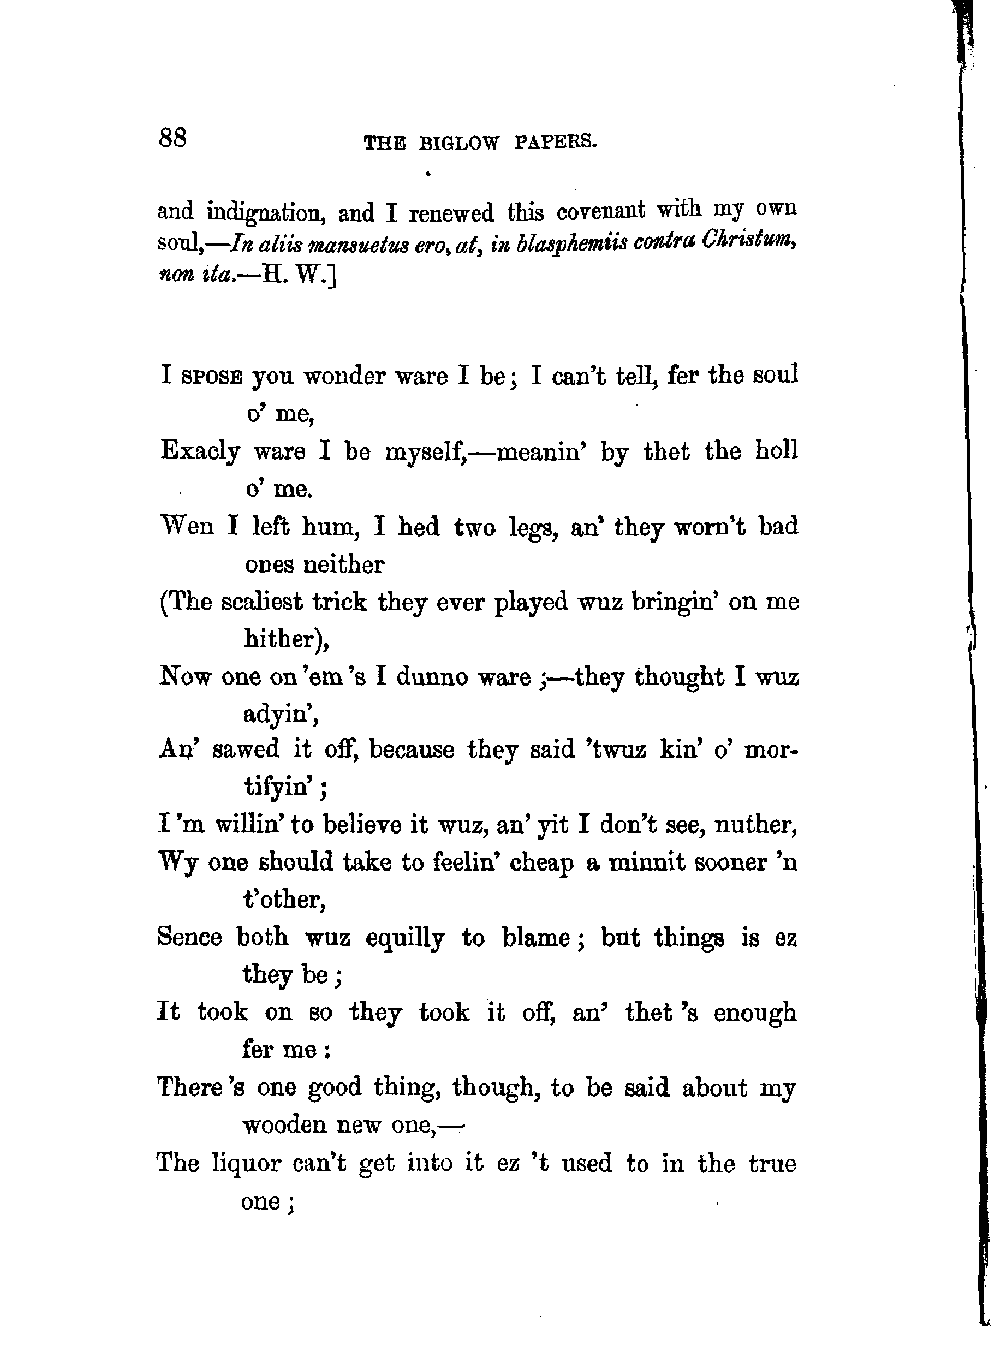 88 THE BIGLOW PAPERS.
and indignation, and I renewed this covenant with my own
soul,—In aliis mansuetus ero, at, in blasphemiis contra Christum,
non ita.—H. W.]
I SPOSE you wonder ware I be; I can't tell, fer the soul
o' me,
Exacly ware I be myself,—meanin' by thet the holl
o' me.
Wen I left hum, I hed two legs, an' they worn't bad
ones neither
(The scaliest trick they ever played wuz bringin' on me
hither),
Now one on 'em 's I dunno ware ;—they thought I wuz
adyin',
An' sawed it off, because they said 'twuz kin' o' mor-
tifyin' ;
I 'm willin' to believe it wuz, an' yit I don't see, nuther,
Wy one should take to feelin' cheap a minnit sooner 'n
t'other,
Sence both wuz equilly to blame ; but things is ez
they be ;
It took on so they took it off, an' thet 's enough
fer me :
There 's one good thing, though, to be said about my
wooden new one,—
The liquor can't get into it ez 't used to in the true
one ;